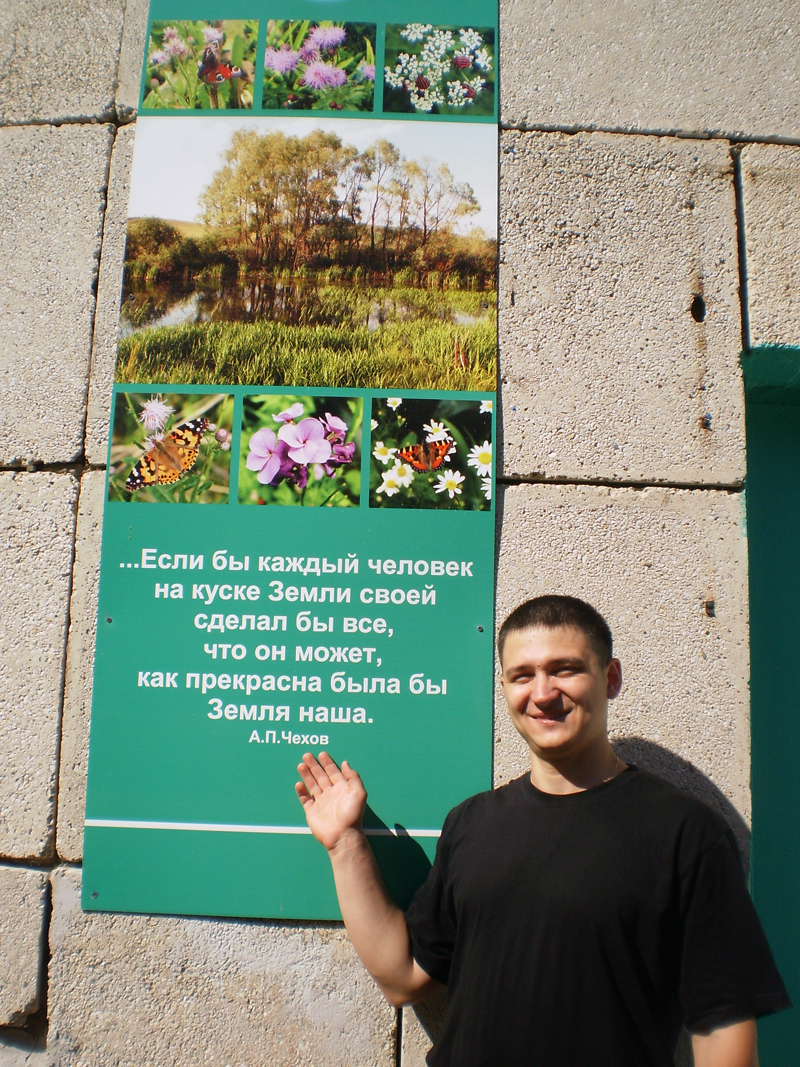 ...Если бы каждый человек
на куске Земли своей
сделал бы все,
что он может,
как прекрасна была бы
Земля наша.
А.П.Чехов